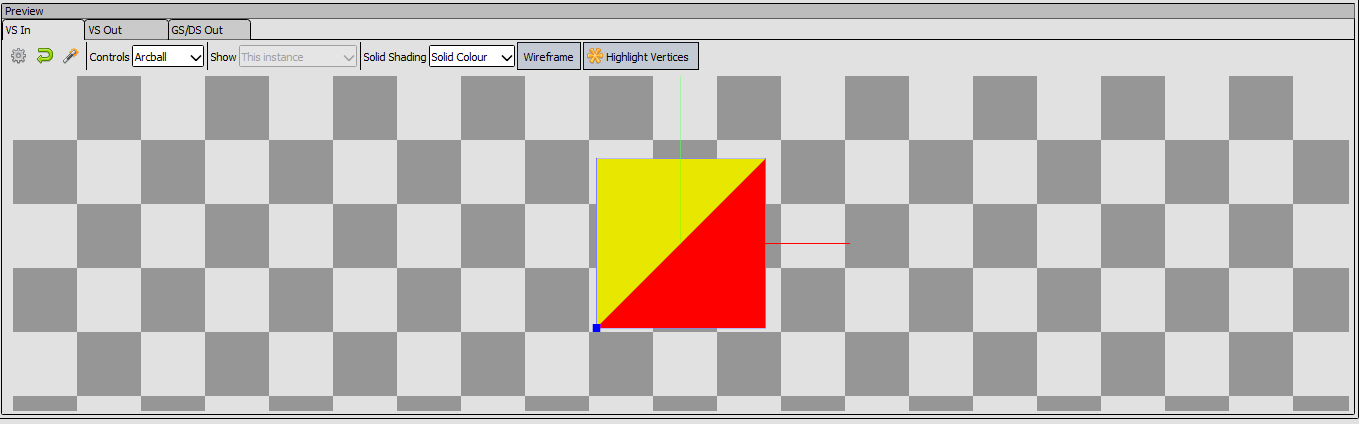 Preview
VS In VS Out GS/DS Out
Controls Arcball Show This instance Solid Shading Solid Colour Wireframe Highlight Vertices